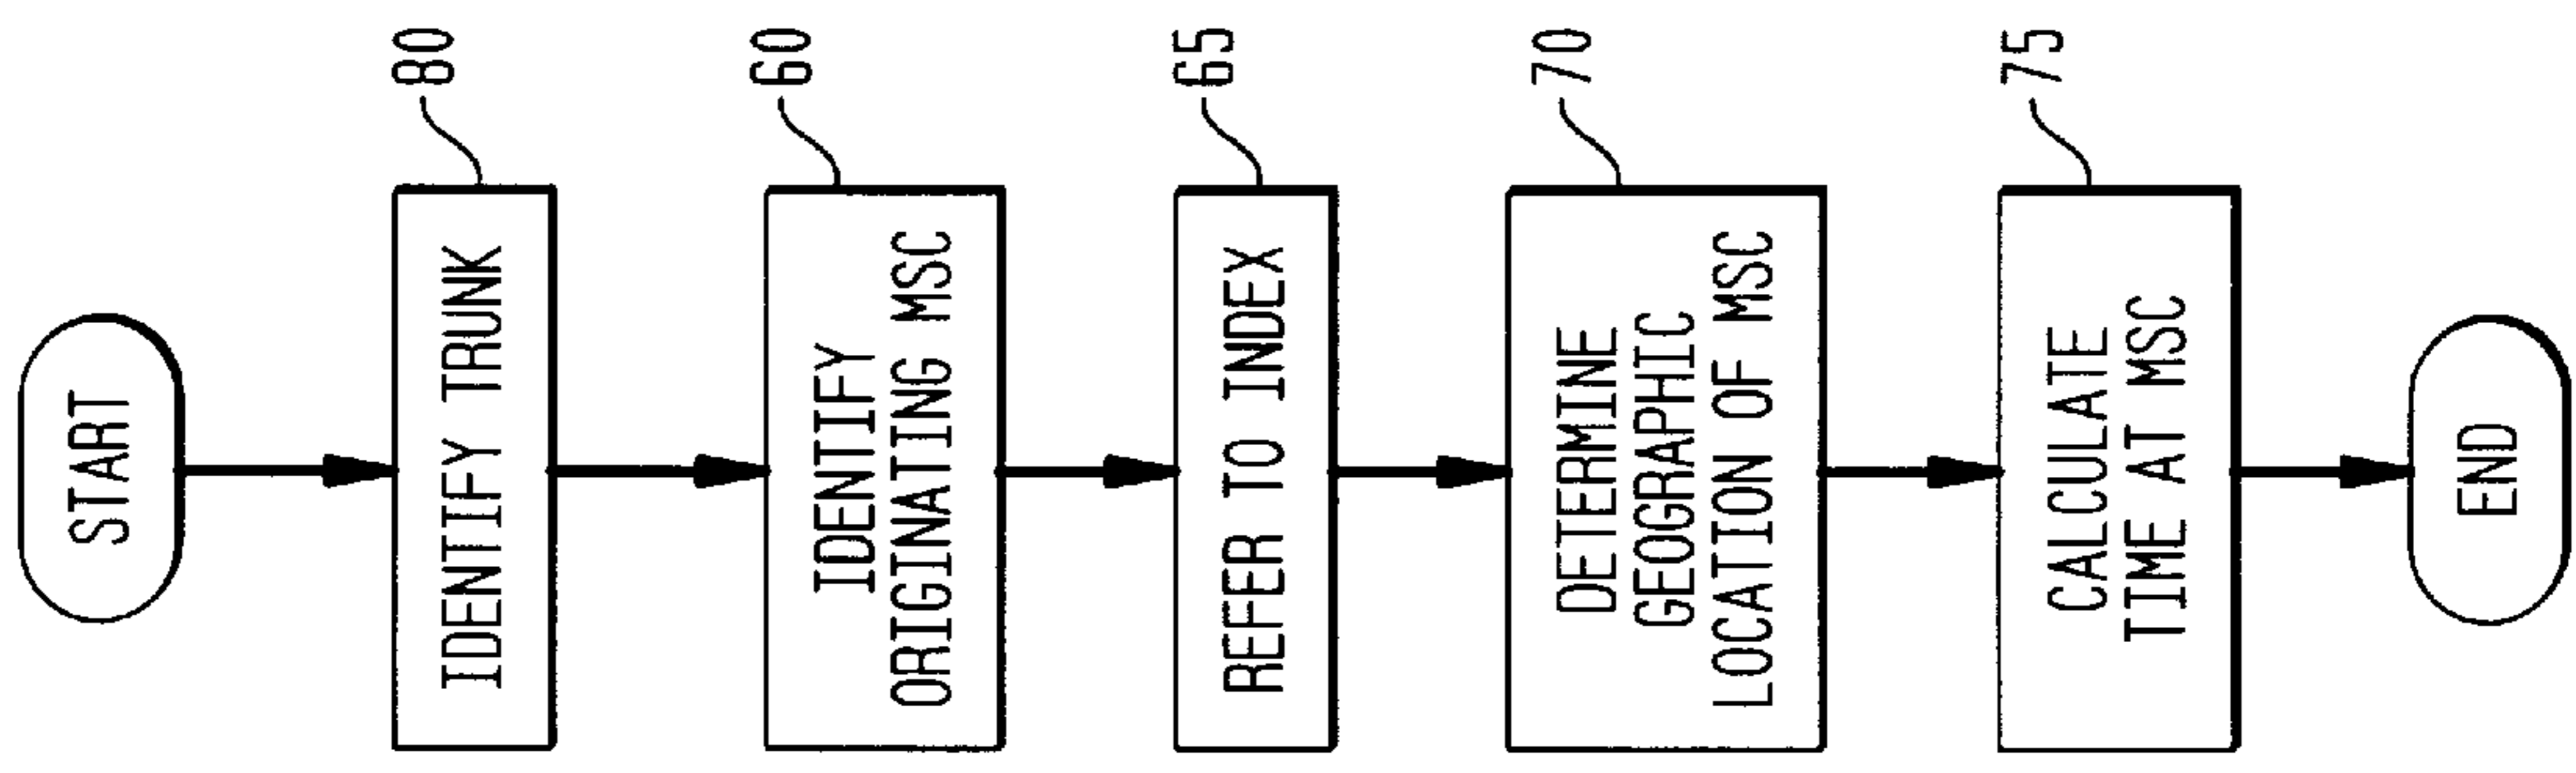 START
IDENTIFY TRUNK
80
IDENTIFY
ORIGINATING MSC
60
REFER TO INDEX
65
DETERMINE
GEOGRAPHIC
LOCATION OF MSC
70
CALCULATE
TIME AT MSC
75
END